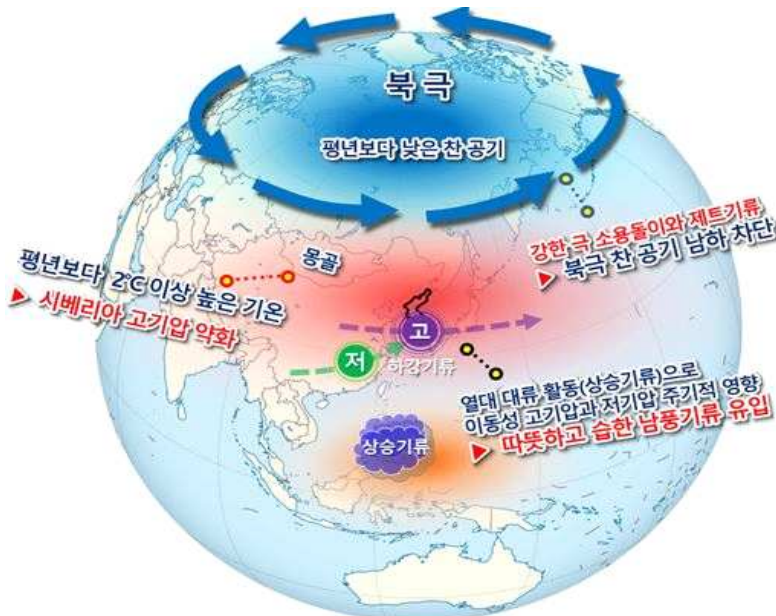 북극
평년보다 낮은 찬 공기
강한 극 소용돌이와 제트기류
▶ 북극 찬 공기 남하 차단
몽골
평년보다 2℃ 이상 높은 기온
▶ 시베리아 고기압 약화
고
저
하강기류
열대 대류 활동(상승기류)으로
이동성 고기압과 저기압 주기적 영향
▶ 따뜻하고 습한 남풍기류 유입
상승기류